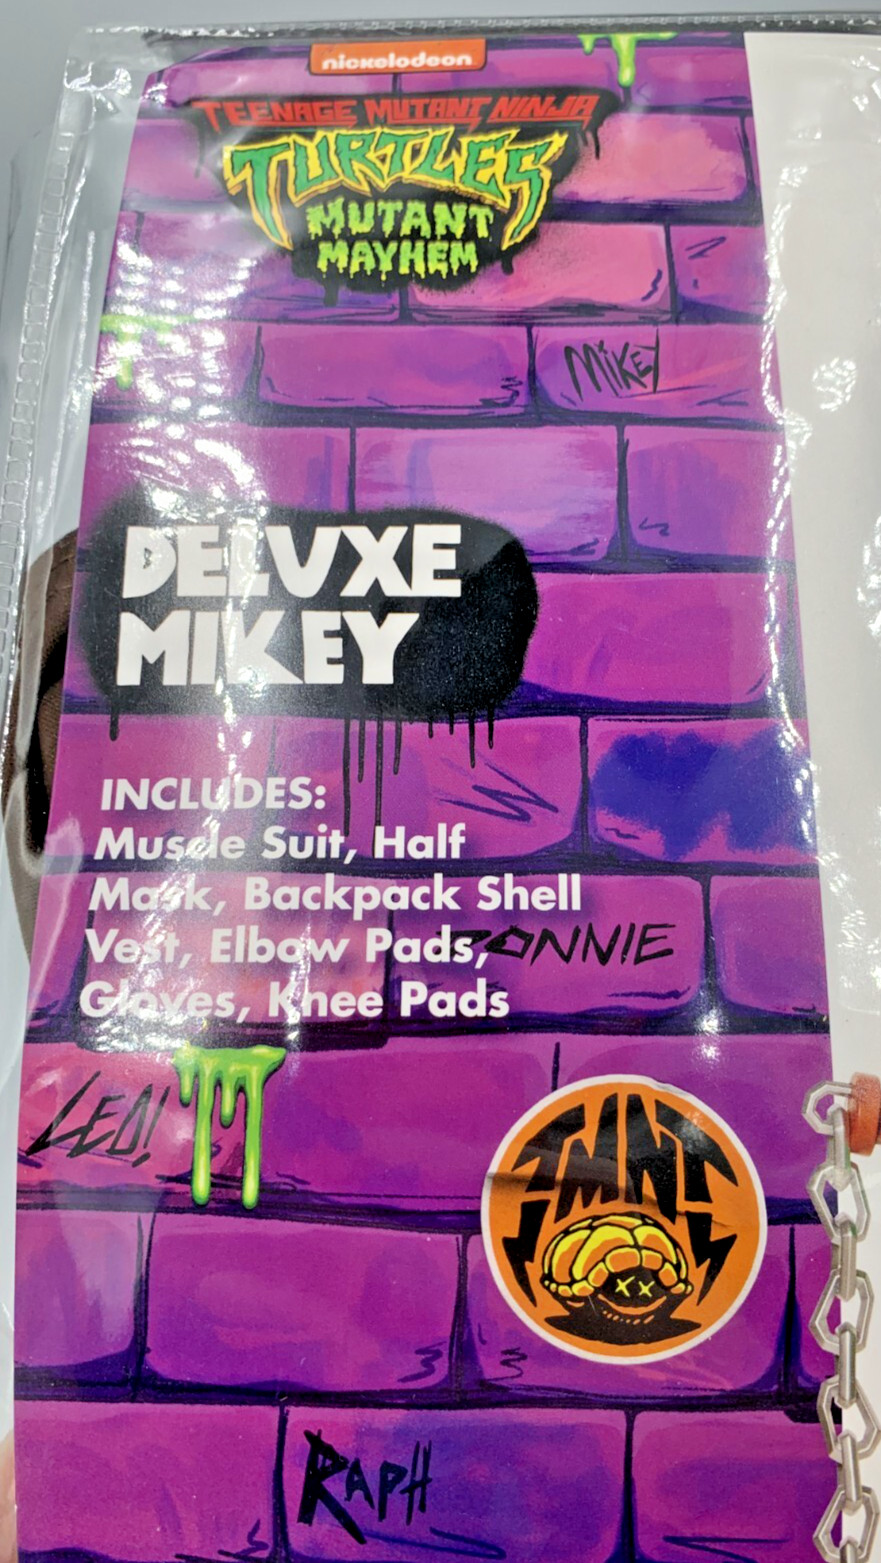 nickelodeon
TEENAGE MUTANT NINJA
TURTLES
MUTANT
MAYHEM
MiKEY
DELUXE
MIKEY
INCLUDES:
Muscle Suit, Half
Mask, Backpack Shell
Vest, Elbow Pads,
DONNIE
Gloves, Knee Pads
LEO!
TMNT
RAPH